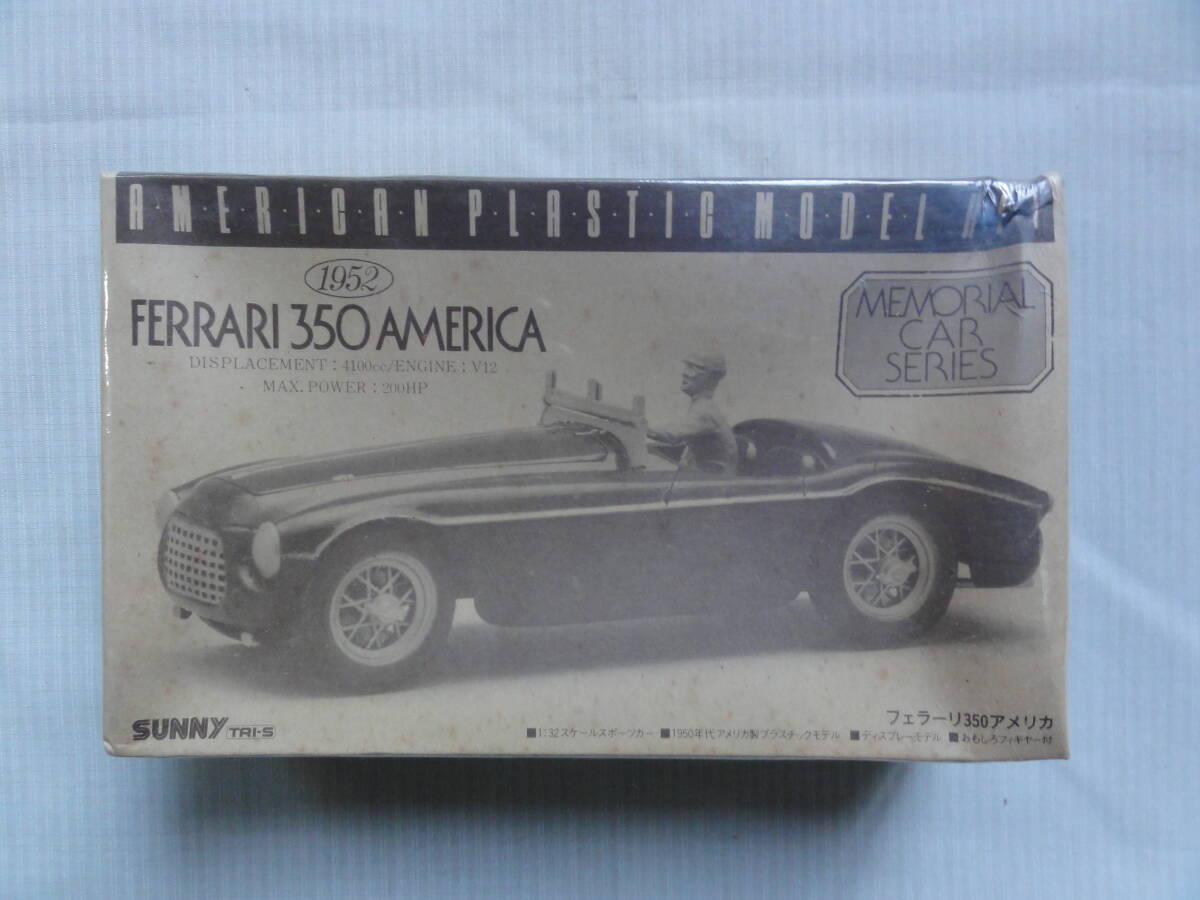 AMERICAN PLASTIC MODEL
1952
FERRARI 350 AMERICA
DISPLACEMENT : 4100cc/ENGINE : V12
MAX. POWER : 200HP
MEMORIAL
CAR
SERIES
フェラーリ350アメリカ
SUNNY TRI-S
■1:32スケールスポーツカー ■1950年代アメリカ製プラスチックモデル ■ディスプレーモデル ■おもしろフィギヤー付